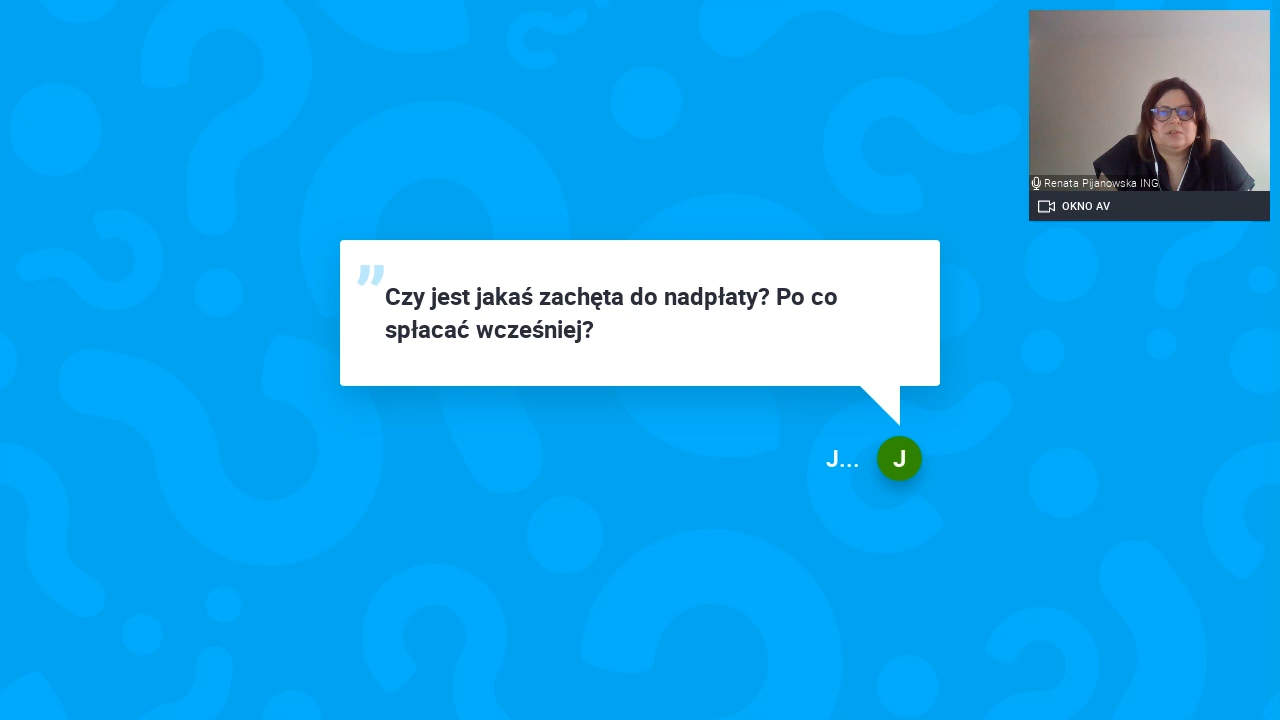 Renata Pijanowska ING
OKNO AV
” Czy jest jakaś zachęta do nadpłaty? Po co
spłacać wcześniej?
J... J